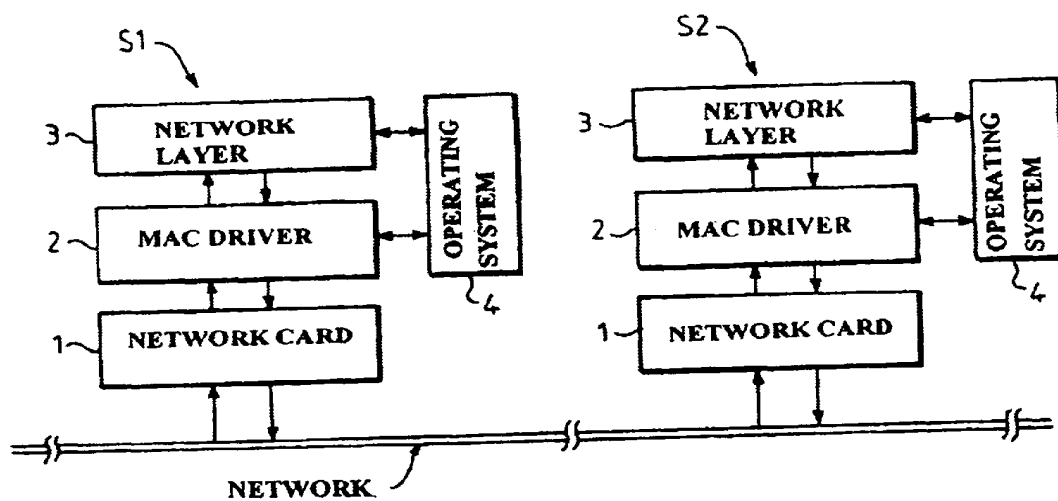 S1
3
NETWORK
LAYER
2
MAC DRIVER
1
NETWORK CARD
OPERATING
SYSTEM
4
S2
3
NETWORK
LAYER
2
MAC DRIVER
1
NETWORK CARD
OPERATING
SYSTEM
4
NETWORK